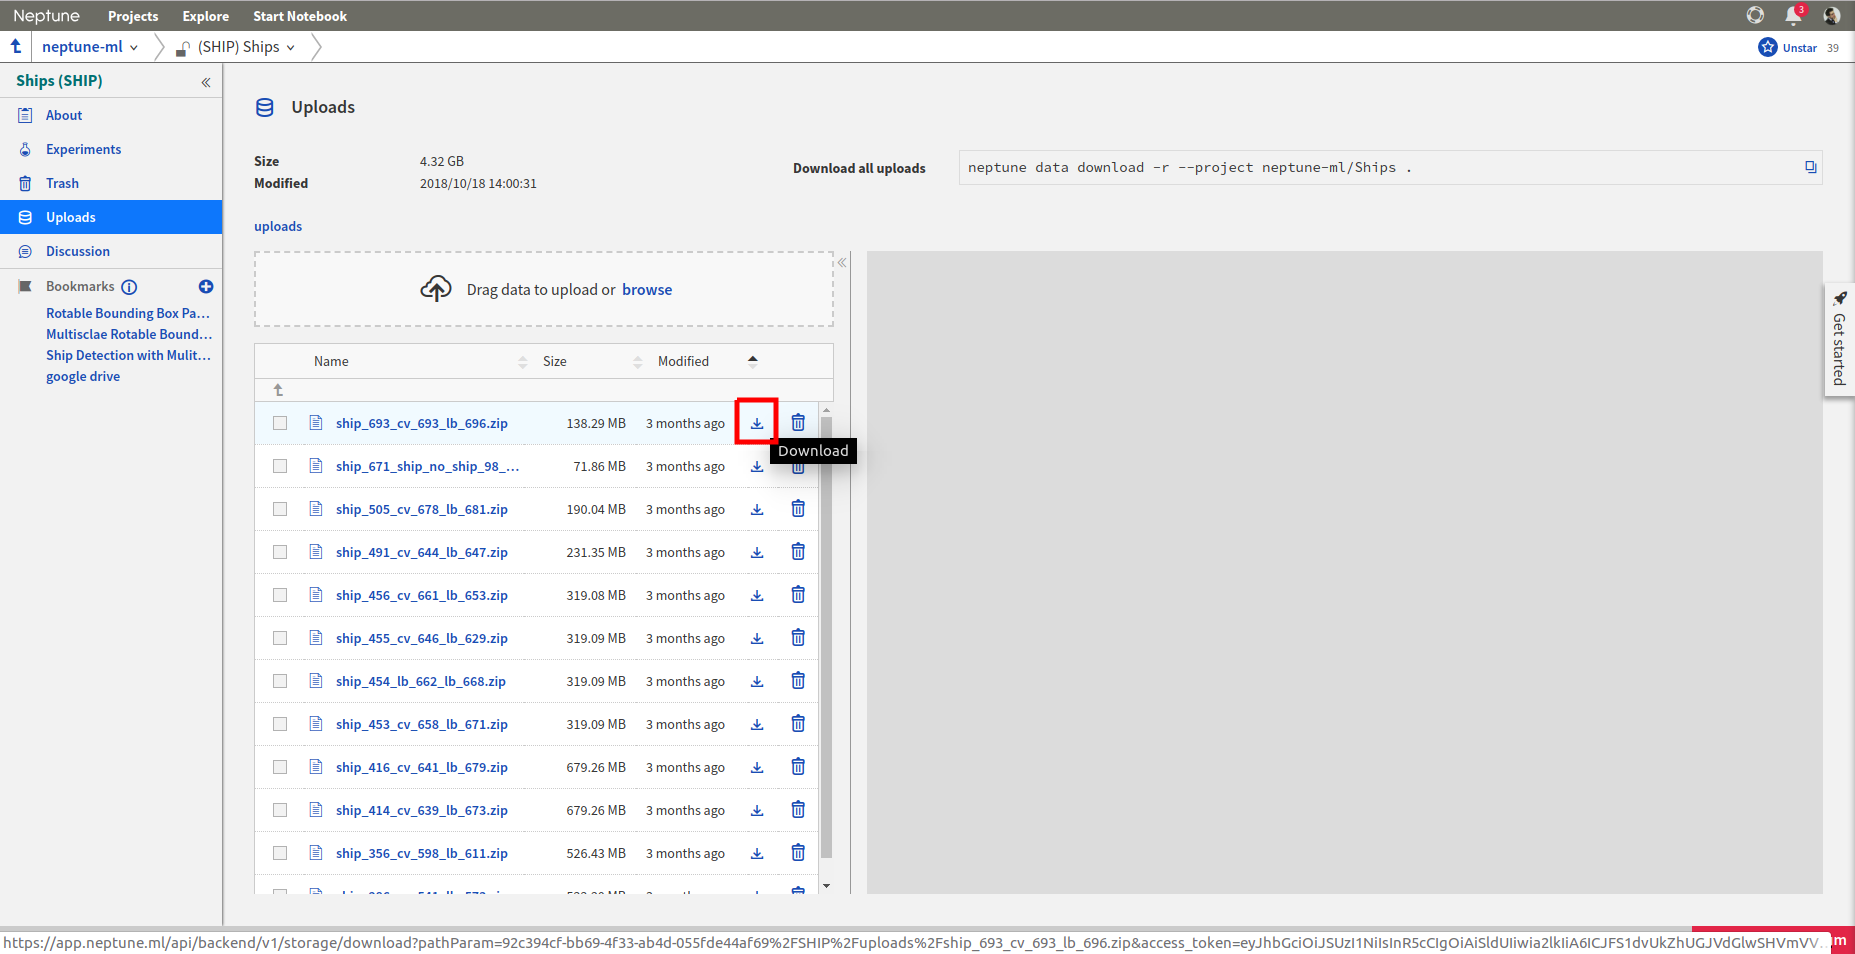 Neptune Projects Explore Start Notebook 3
neptune-ml (SHIP) Ships Unstar 39
Ships (SHIP)
About
Experiments
Trash
Uploads
Discussion
Bookmarks
Rotable Bounding Box Pa...
Multisclae Rotable Bound...
Ship Detection with Mulit...
google drive
Uploads
Size 4.32 GB
Modified 2018/10/18 14:00:31
Download all uploads neptune data download -r --project neptune-ml/Ships .
uploads
Drag data to upload or browse
Name Size Modified
ship_693_cv_693_lb_696.zip 138.29 MB 3 months ago
Download
ship_671_ship_no_ship_98_... 71.86 MB 3 months ago
ship_505_cv_678_lb_681.zip 190.04 MB 3 months ago
ship_491_cv_644_lb_647.zip 231.35 MB 3 months ago
ship_456_cv_661_lb_653.zip 319.08 MB 3 months ago
ship_455_cv_646_lb_629.zip 319.09 MB 3 months ago
ship_454_lb_662_lb_668.zip 319.09 MB 3 months ago
ship_453_cv_658_lb_671.zip 319.09 MB 3 months ago
ship_416_cv_641_lb_679.zip 679.26 MB 3 months ago
ship_414_cv_639_lb_673.zip 679.26 MB 3 months ago
ship_356_cv_598_lb_611.zip 526.43 MB 3 months ago
Get started
https://app.neptune.ml/api/backend/v1/storage/download?pathParam=92c394cf-bb69-4f33-ab4d-055fde44af69%2FSHIP%2Fuploads%2Fship_693_cv_693_lb_696.zip&access_token=eyJhbGciOiJSUzI1NiIsInR5cCIgOiAiSldUIiwia2lkIiA6ICJFS1dvUkZhUGJVdGlwSHVmVV...